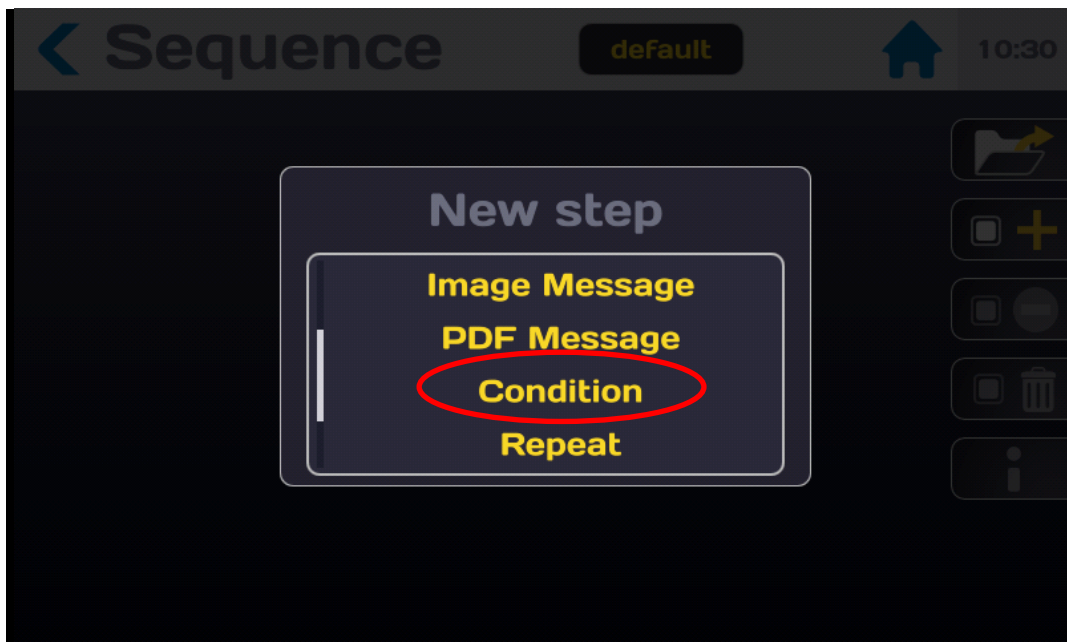 Sequence
default
10:30
New step
Image Message
PDF Message
Condition
Repeat